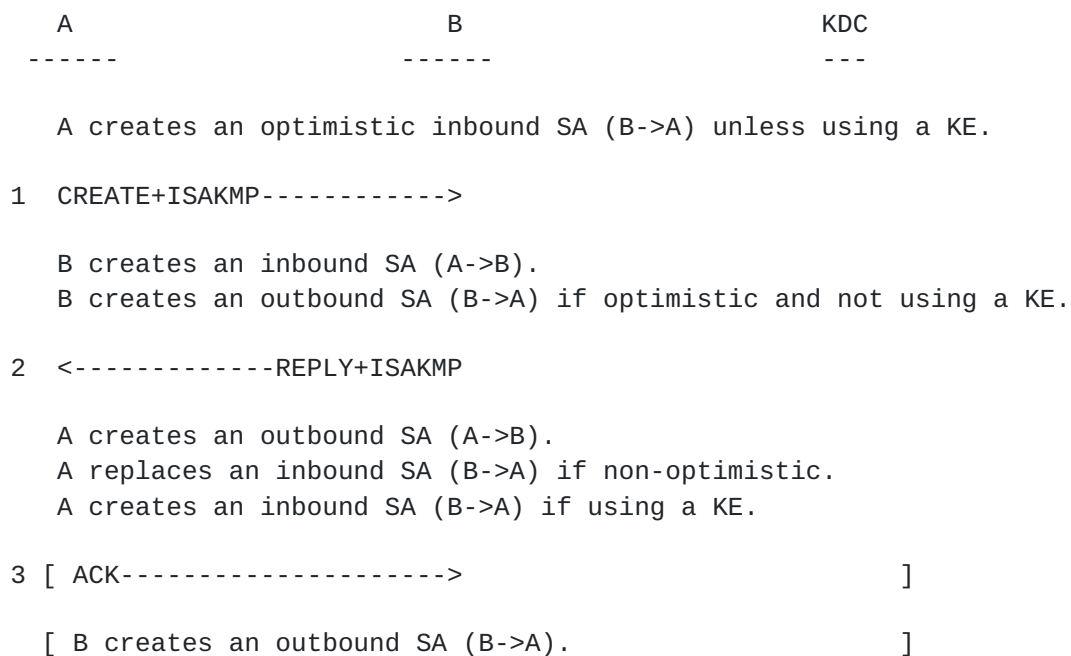 A                        B                       KDC
------                  ------                     ---
A creates an optimistic inbound SA (B->A) unless using a KE.
1  CREATE+ISAKMP------------>
B creates an inbound SA (A->B).
B creates an outbound SA (B->A) if optimistic and not using a KE.
2  <-------------REPLY+ISAKMP
A creates an outbound SA (A->B).
A replaces an inbound SA (B->A) if non-optimistic.
A creates an inbound SA (B->A) if using a KE.
3 [ ACK--------------------->                            ]
[ B creates an outbound SA (B->A).                     ]